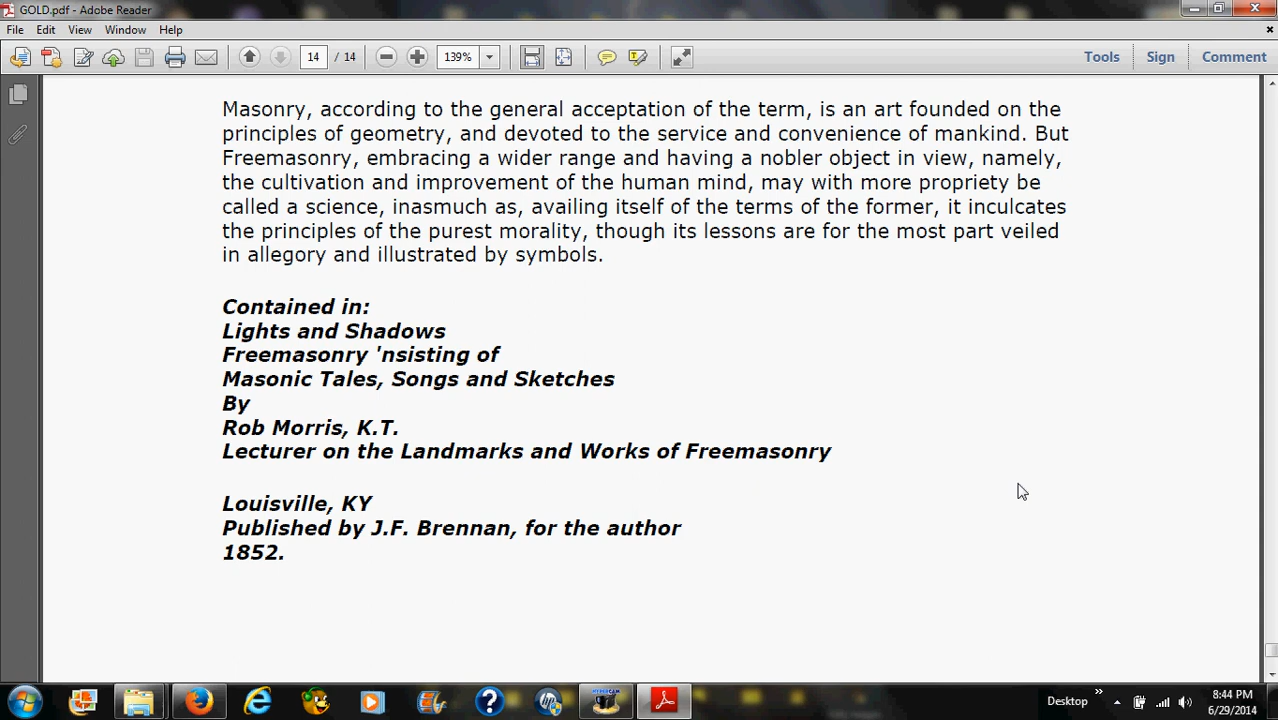 GOLD.pdf - Adobe Reader
File Edit View Window Help
14 / 14 139% Tools Sign Comment
Masonry, according to the general acceptation of the term, is an art founded on the
principles of geometry, and devoted to the service and convenience of mankind. But
Freemasonry, embracing a wider range and having a nobler object in view, namely,
the cultivation and improvement of the human mind, may with more propriety be
called a science, inasmuch as, availing itself of the terms of the former, it inculcates
the principles of the purest morality, though its lessons are for the most part veiled
in allegory and illustrated by symbols.
Contained in:
Lights and Shadows
Freemasonry 'nsisting of
Masonic Tales, Songs and Sketches
By
Rob Morris, K.T.
Lecturer on the Landmarks and Works of Freemasonry
Louisville, KY
Published by J.F. Brennan, for the author
1852.
Desktop
8:44 PM
6/29/2014